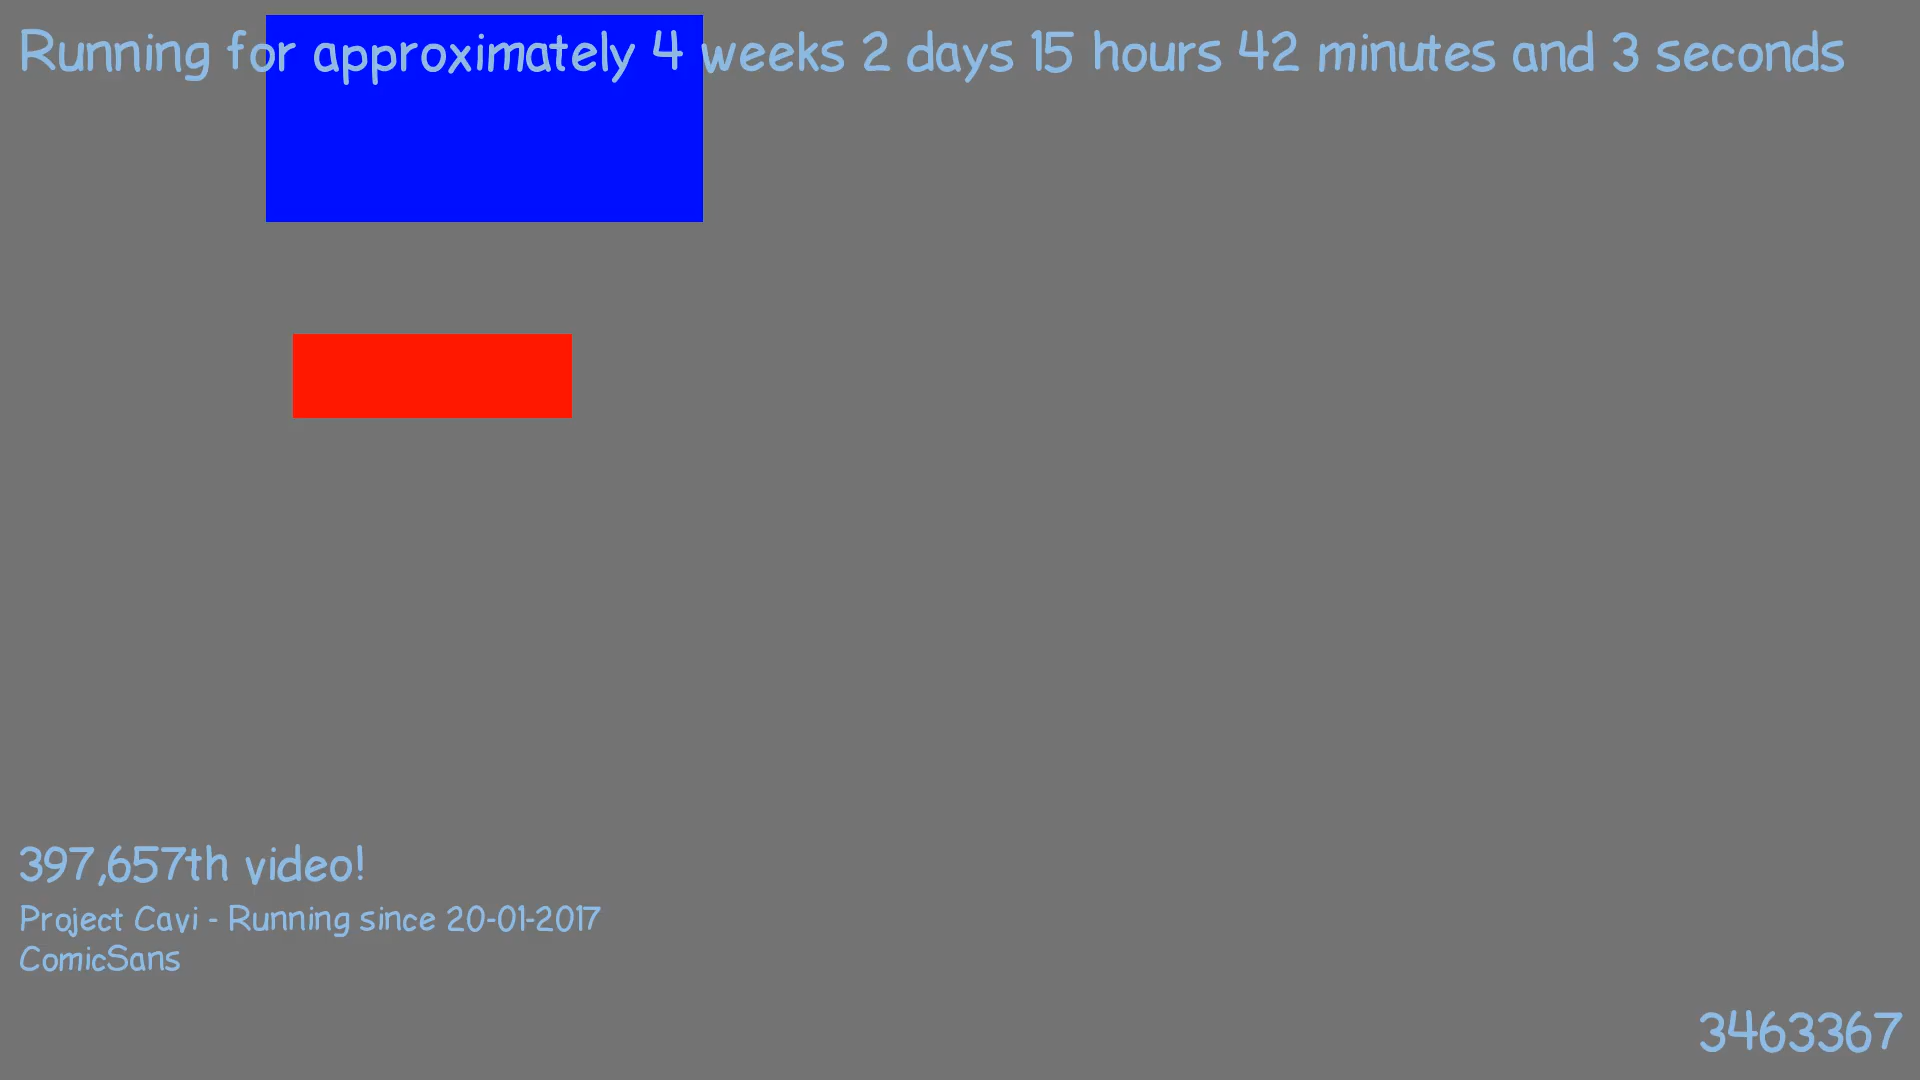 Running for approximately 4 weeks 2 days 15 hours 42 minutes and 3 seconds
397,657th video!
Project Cavi - Running since 20-01-2017
ComicSans
3463367